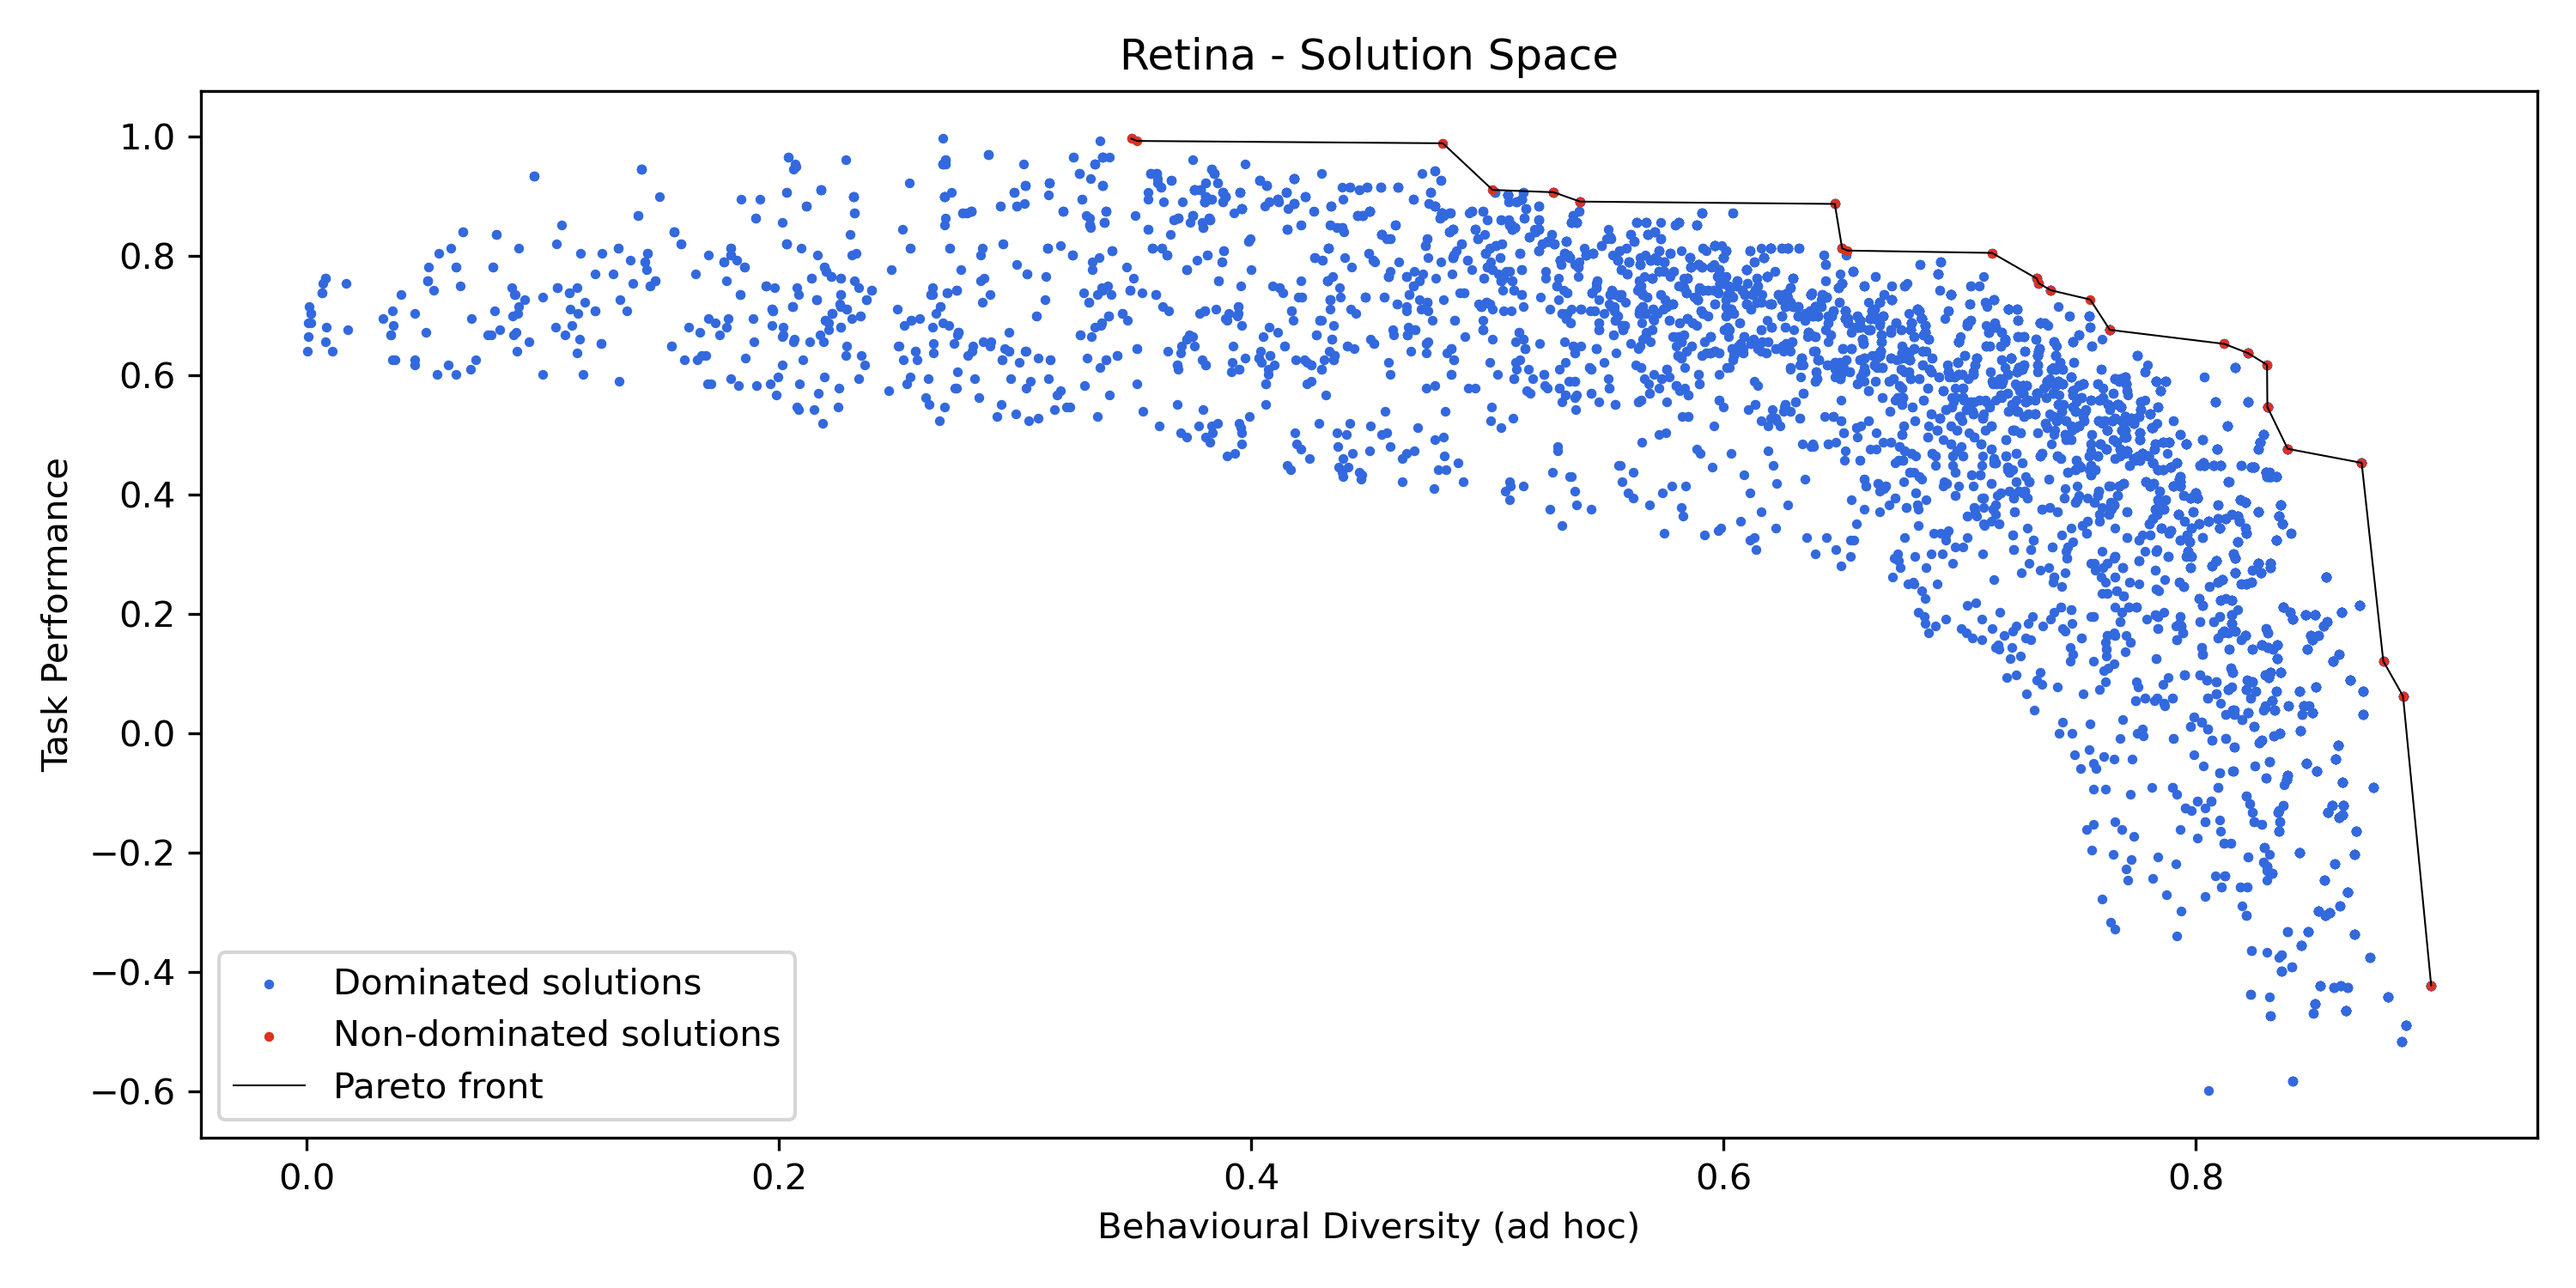 Retina - Solution Space
1.0
0.8
0.6
0.4
0.2
0.0
−0.2
−0.4
−0.6
Task Performance
Dominated solutions
Non-dominated solutions
Pareto front
0.0 0.2 0.4 0.6 0.8
Behavioural Diversity (ad hoc)